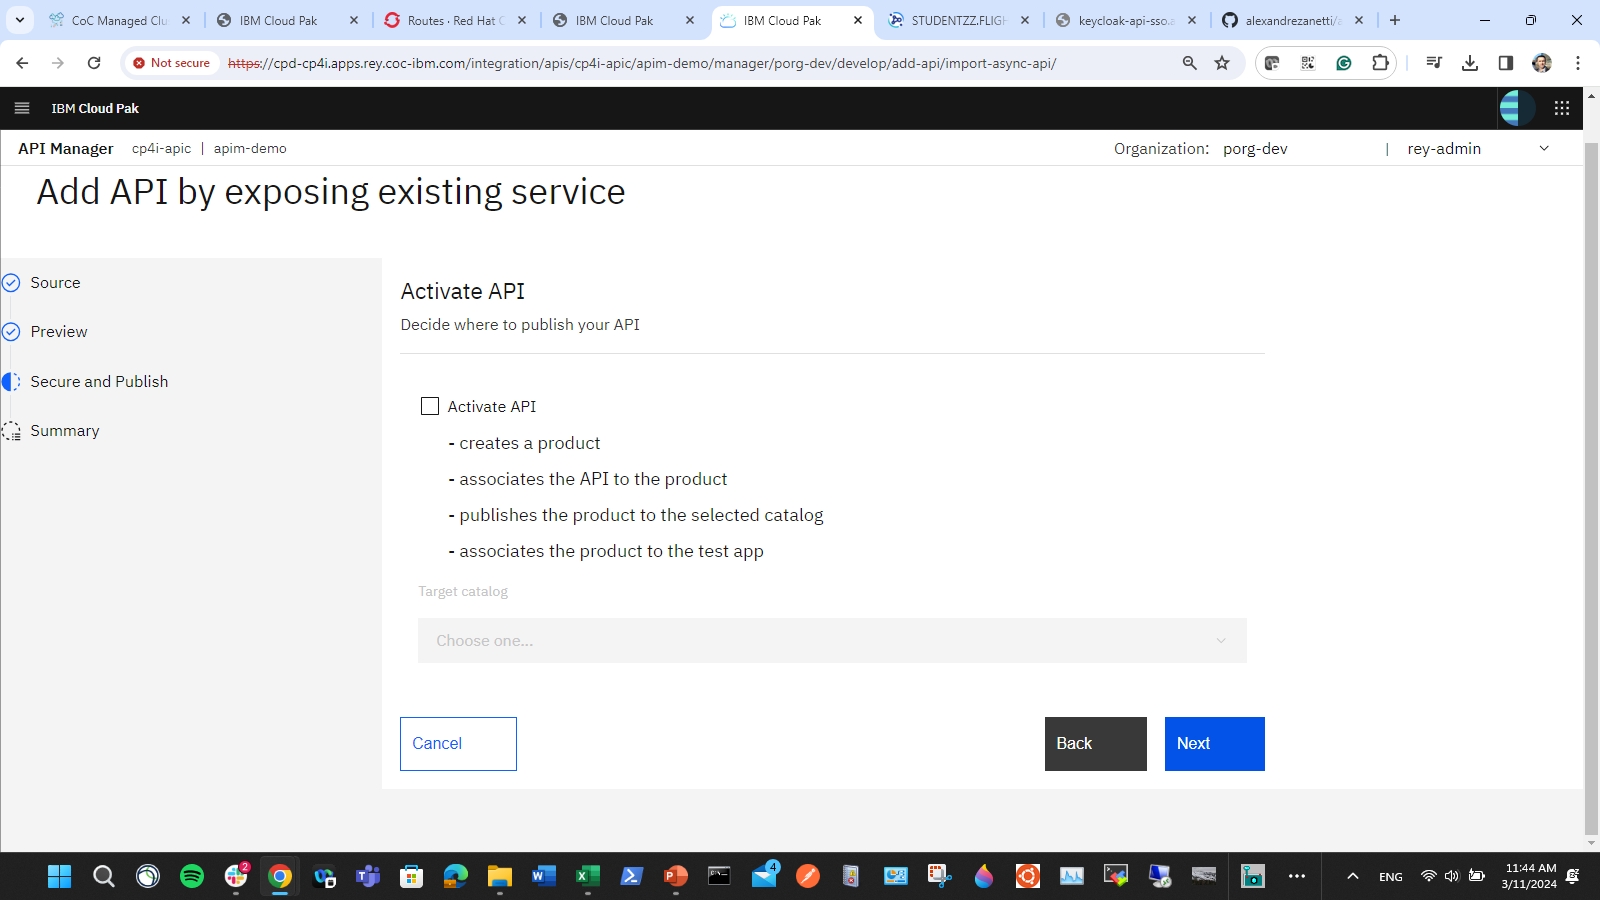 CoC Managed Clu
IBM Cloud Pak
Routes · Red Hat
IBM Cloud Pak
IBM Cloud Pak
STUDENTZZ.FLIGH
keycloak-api-sso.a
alexandrezanetti/a
Not secure
https://cpd-cp4i.apps.rey.coc-ibm.com/integration/apis/cp4i-apic/apim-demo/manager/porg-dev/develop/add-api/import-async-api/
IBM Cloud Pak
API Manager cp4i-apic | apim-demo
Organization: porg-dev | rey-admin
Add API by exposing existing service
Source
Preview
Secure and Publish
Summary
Activate API
Decide where to publish your API
Activate API
- creates a product
- associates the API to the product
- publishes the product to the selected catalog
- associates the product to the test app
Target catalog
Choose one...
Cancel
Back
Next
2
4
ENG
11:44 AM
3/11/2024